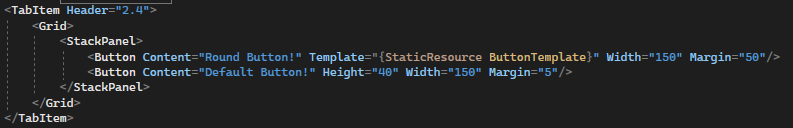 <TabItem Header="2.4">
<Grid>
<StackPanel>
<Button Content="Round Button!" Template="{StaticResource ButtonTemplate}" Width="150" Margin="50"/>
<Button Content="Default Button!" Height="40" Width="150" Margin="5"/>
</StackPanel>
</Grid>
</TabItem>